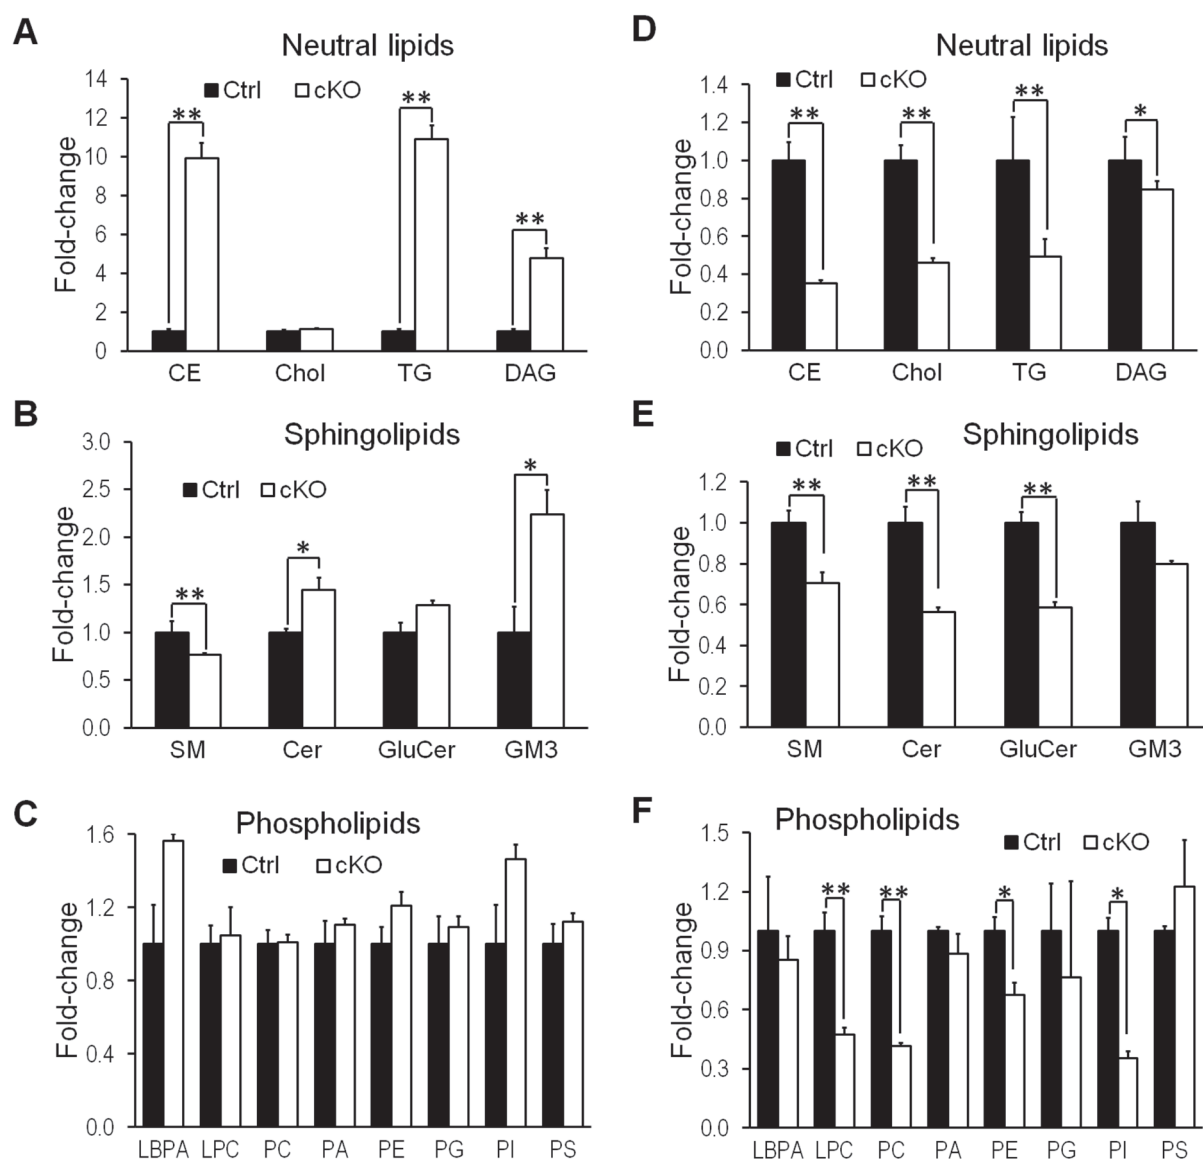 A
Neutral lipids
Ctrl cKO
Fold-change
14
12
10
8
6
4
2
0
** ** **
CE Chol TG DAG
B
Sphingolipids
Ctrl cKO
Fold-change
3.0
2.5
2.0
1.5
1.0
0.5
0.0
** * *
SM Cer GluCer GM3
C
Phospholipids
Ctrl cKO
Fold-change
1.6
1.2
0.8
0.4
0.0
LBPA LPC PC PA PE PG PI PS
D
Neutral lipids
Ctrl cKO
Fold-change
1.4
1.2
1.0
0.8
0.6
0.4
0.2
0.0
** ** ** *
CE Chol TG DAG
E
Sphingolipids
Ctrl cKO
Fold-change
1.2
1.0
0.8
0.6
0.4
0.2
0.0
** ** **
SM Cer GluCer GM3
F
Phospholipids
Ctrl cKO
Fold-change
1.5
1.2
0.9
0.6
0.3
0.0
** ** * *
LBPA LPC PC PA PE PG PI PS